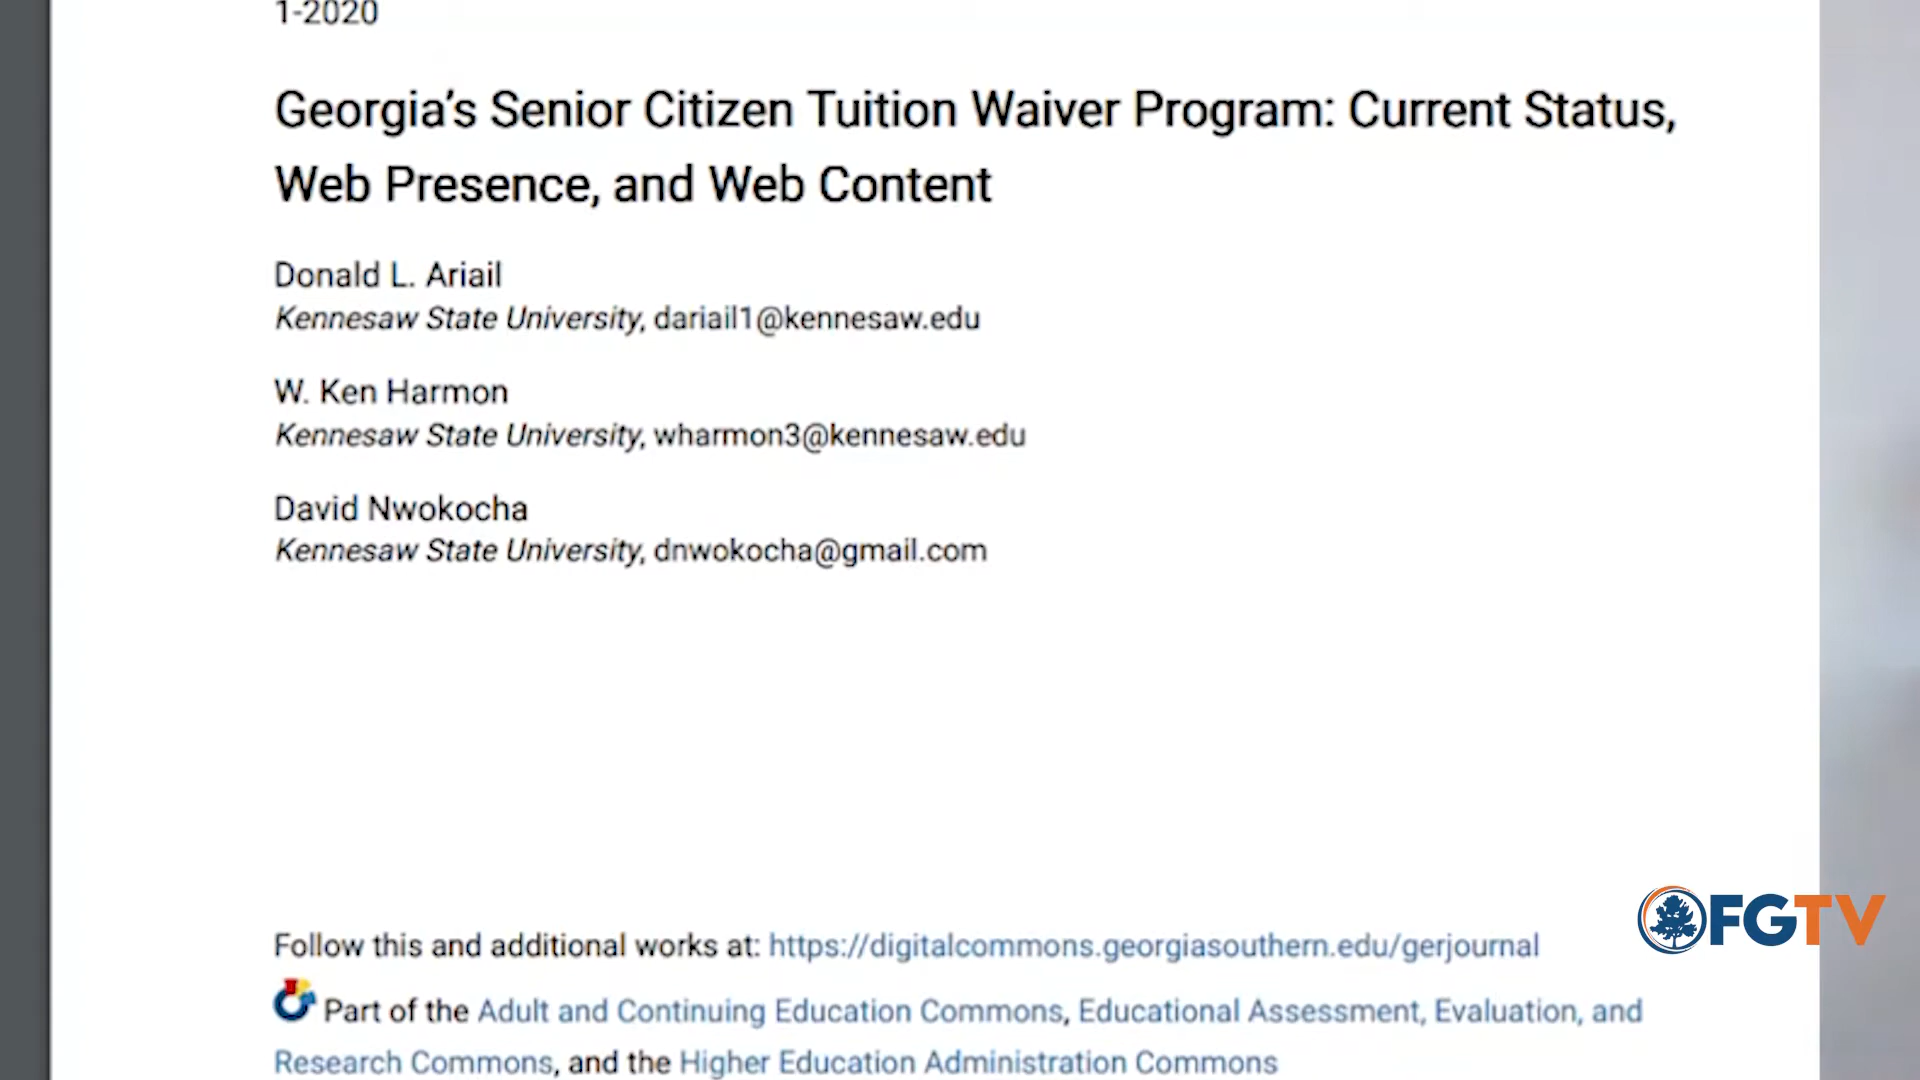 1-2020
Georgia’s Senior Citizen Tuition Waiver Program: Current Status,
Web Presence, and Web Content
Donald L. Ariail
Kennesaw State University, dariail1@kennesaw.edu
W. Ken Harmon
Kennesaw State University, wharmon3@kennesaw.edu
David Nwokocha
Kennesaw State University, dnwokocha@gmail.com
FGTV
Follow this and additional works at: https://digitalcommons.georgiasouthern.edu/gerjournal
Part of the Adult and Continuing Education Commons, Educational Assessment, Evaluation, and
Research Commons, and the Higher Education Administration Commons